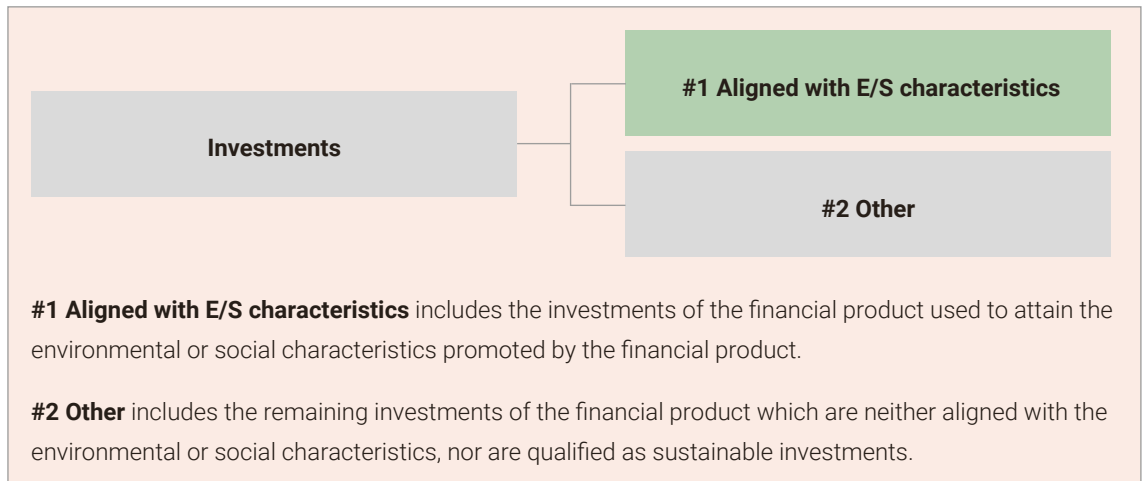 #1 Aligned with E/S characteristics
Investments
#2 Other
#1 Aligned with E/S characteristics includes the investments of the financial product used to attain the
environmental or social characteristics promoted by the financial product.
#2 Other includes the remaining investments of the financial product which are neither aligned with the
environmental or social characteristics, nor are qualified as sustainable investments.